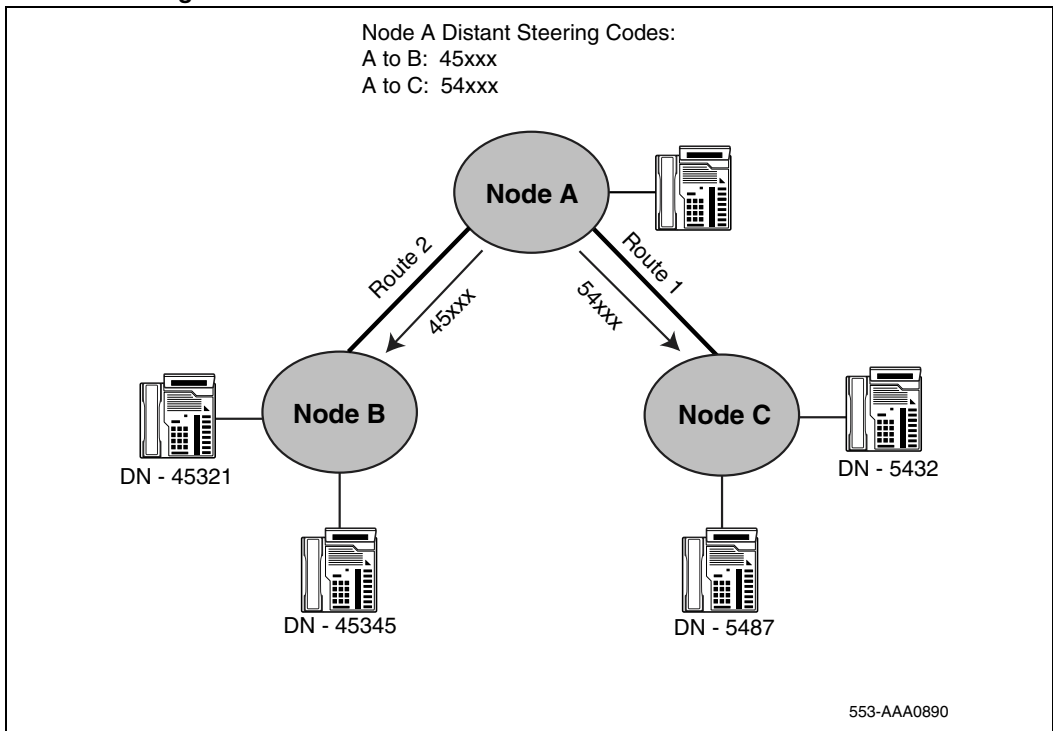 Node A Distant Steering Codes:
A to B: 45xxx
A to C: 54xxx
Node A
Route 2
Route 1
45xxx
54xxx
Node B
Node C
DN - 45321
DN - 5432
DN - 45345
DN - 5487
553-AAA0890